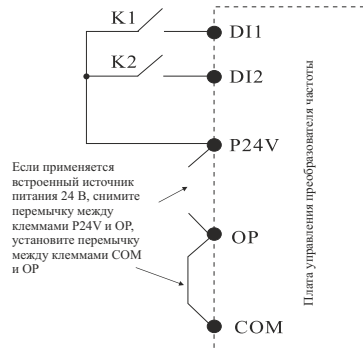 K1
DI1
K2
DI2
P24V
Если применяется
встроенный источник
питания 24 В, снимите
перемычку между
клеммами P24V и OP,
установите перемычку
между клеммами COM
и OP
OP
COM
Плата управления преобразователя частоты